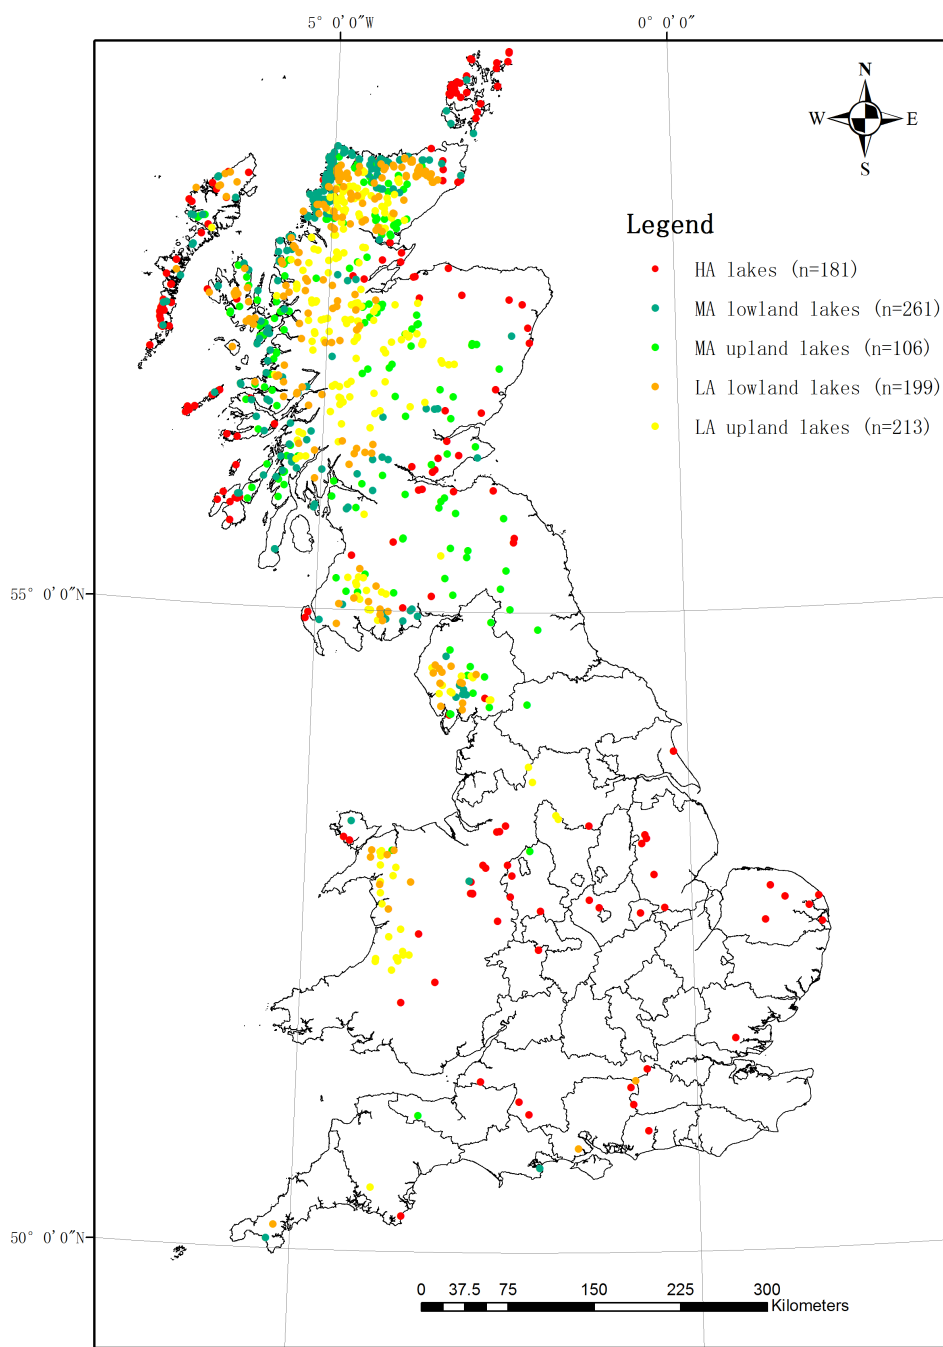 5° 0'0"W 0° 0'0"
N
W E
S
Legend
HA lakes (n=181)
MA lowland lakes (n=261)
MA upland lakes (n=106)
LA lowland lakes (n=199)
LA upland lakes (n=213)
55° 0'0"N
50° 0'0"N
0 37.5 75 150 225 300
Kilometers